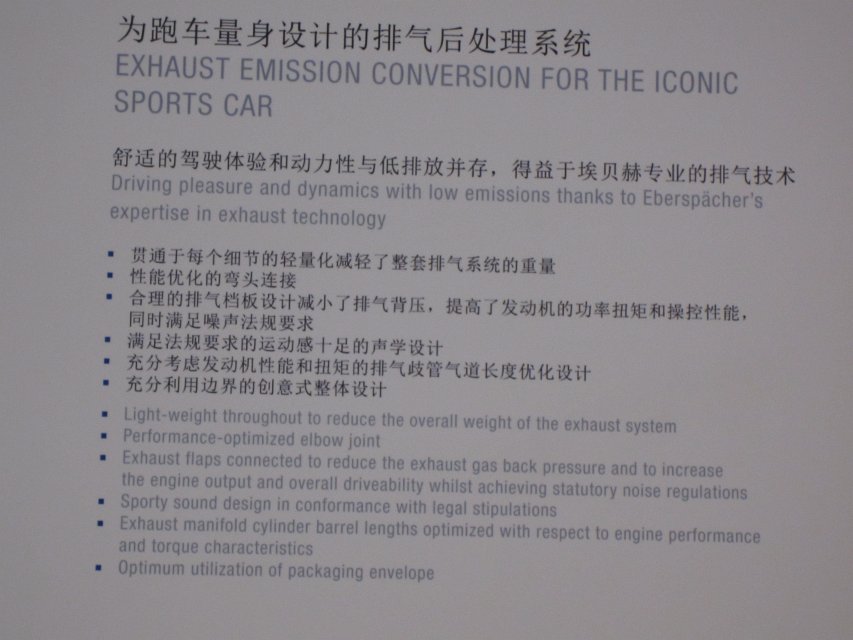 为跑车量身设计的排气后处理系统
EXHAUST EMISSION CONVERSION FOR THE ICONIC
SPORTS CAR
舒适的驾驶体验和动力性与低排放并存，得益于埃贝赫专业的排气技术
Driving pleasure and dynamics with low emissions thanks to Eberspächer's
expertise in exhaust technology
▪ 贯通于每个细节的轻量化减轻了整套排气系统的重量
▪ 性能优化的弯头连接
▪ 合理的排气档板设计减小了排气背压，提高了发动机的功率扭矩和操控性能，
同时满足噪声法规要求
▪ 满足法规要求的运动感十足的声学设计
▪ 充分考虑发动机性能和扭矩的排气歧管气道长度优化设计
▪ 充分利用边界的创意式整体设计
▪ Light-weight throughout to reduce the overall weight of the exhaust system
▪ Performance-optimized elbow joint
▪ Exhaust flaps connected to reduce the exhaust gas back pressure and to increase
the engine output and overall driveability whilst achieving statutory noise regulations
▪ Sporty sound design in conformance with legal stipulations
▪ Exhaust manifold cylinder barrel lengths optimized with respect to engine performance
and torque characteristics
▪ Optimum utilization of packaging envelope